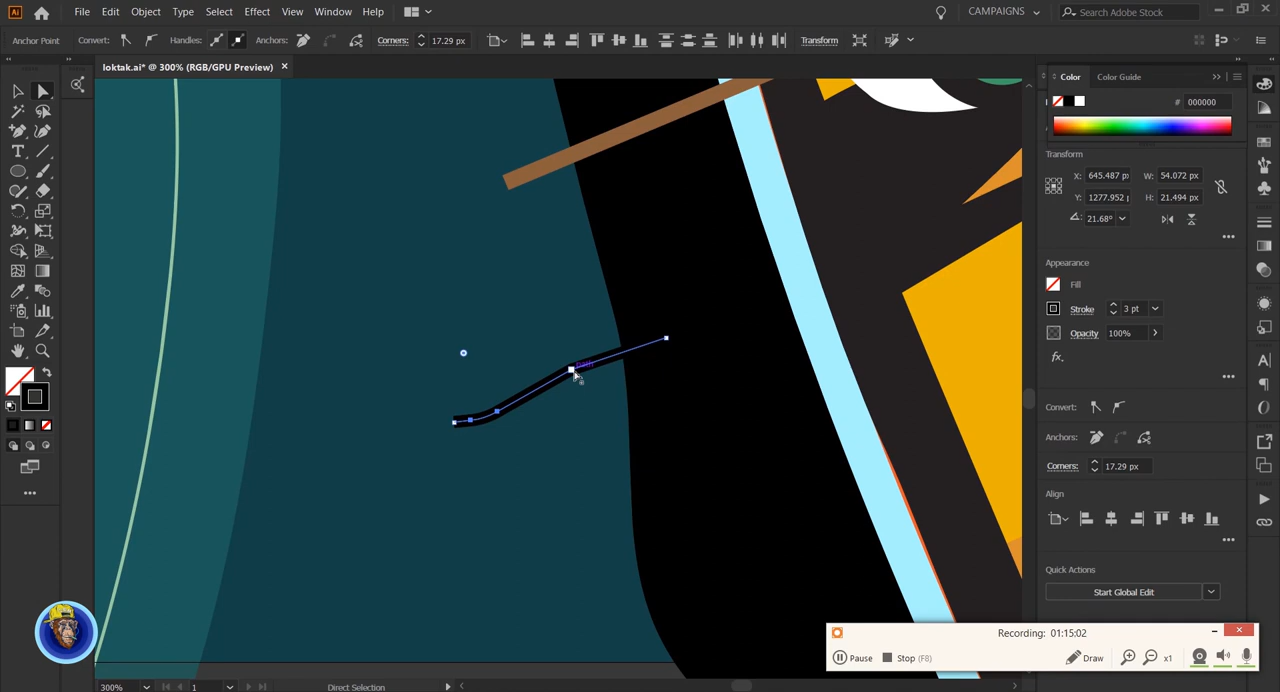 Ai File Edit Object Type Select Effect View Window Help CAMPAIGNS Search Adobe Stock
Anchor Point Convert: Handles: Anchors: Corners: 17.29 px Transform
loktak.ai* @ 300% (RGB/GPU Preview) ×
Color Color Guide
# 000000
Transform
X: 645.487 px W: 54.072 px
Y: 1277.952 H: 21.494 px
21.68°
Appearance
Fill
Stroke 3 pt
Opacity 100%
fx.
path
Convert:
Anchors:
Corners: 17.29 px
Align
Quick Actions
Start Global Edit
Recording: 01:15:02
Pause Stop (F8) Draw x1
300% 1 Direct Selection